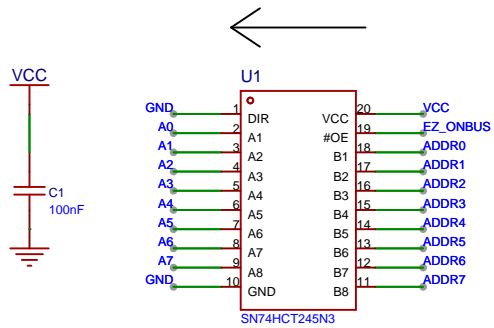 VCC
C1
100nF
U1
GND 1 DIR VCC 20 VCC
A0 2 A1 #OE 19 EZ_ONBUS
A1 3 A2 B1 18 ADDR0
A2 4 A3 B2 17 ADDR1
A3 5 A4 B3 16 ADDR2
A4 6 A5 B4 15 ADDR3
A5 7 A6 B5 14 ADDR4
A6 8 A7 B6 13 ADDR5
A7 9 A8 B7 12 ADDR6
GND 10 GND B8 11 ADDR7
SN74HCT245N3